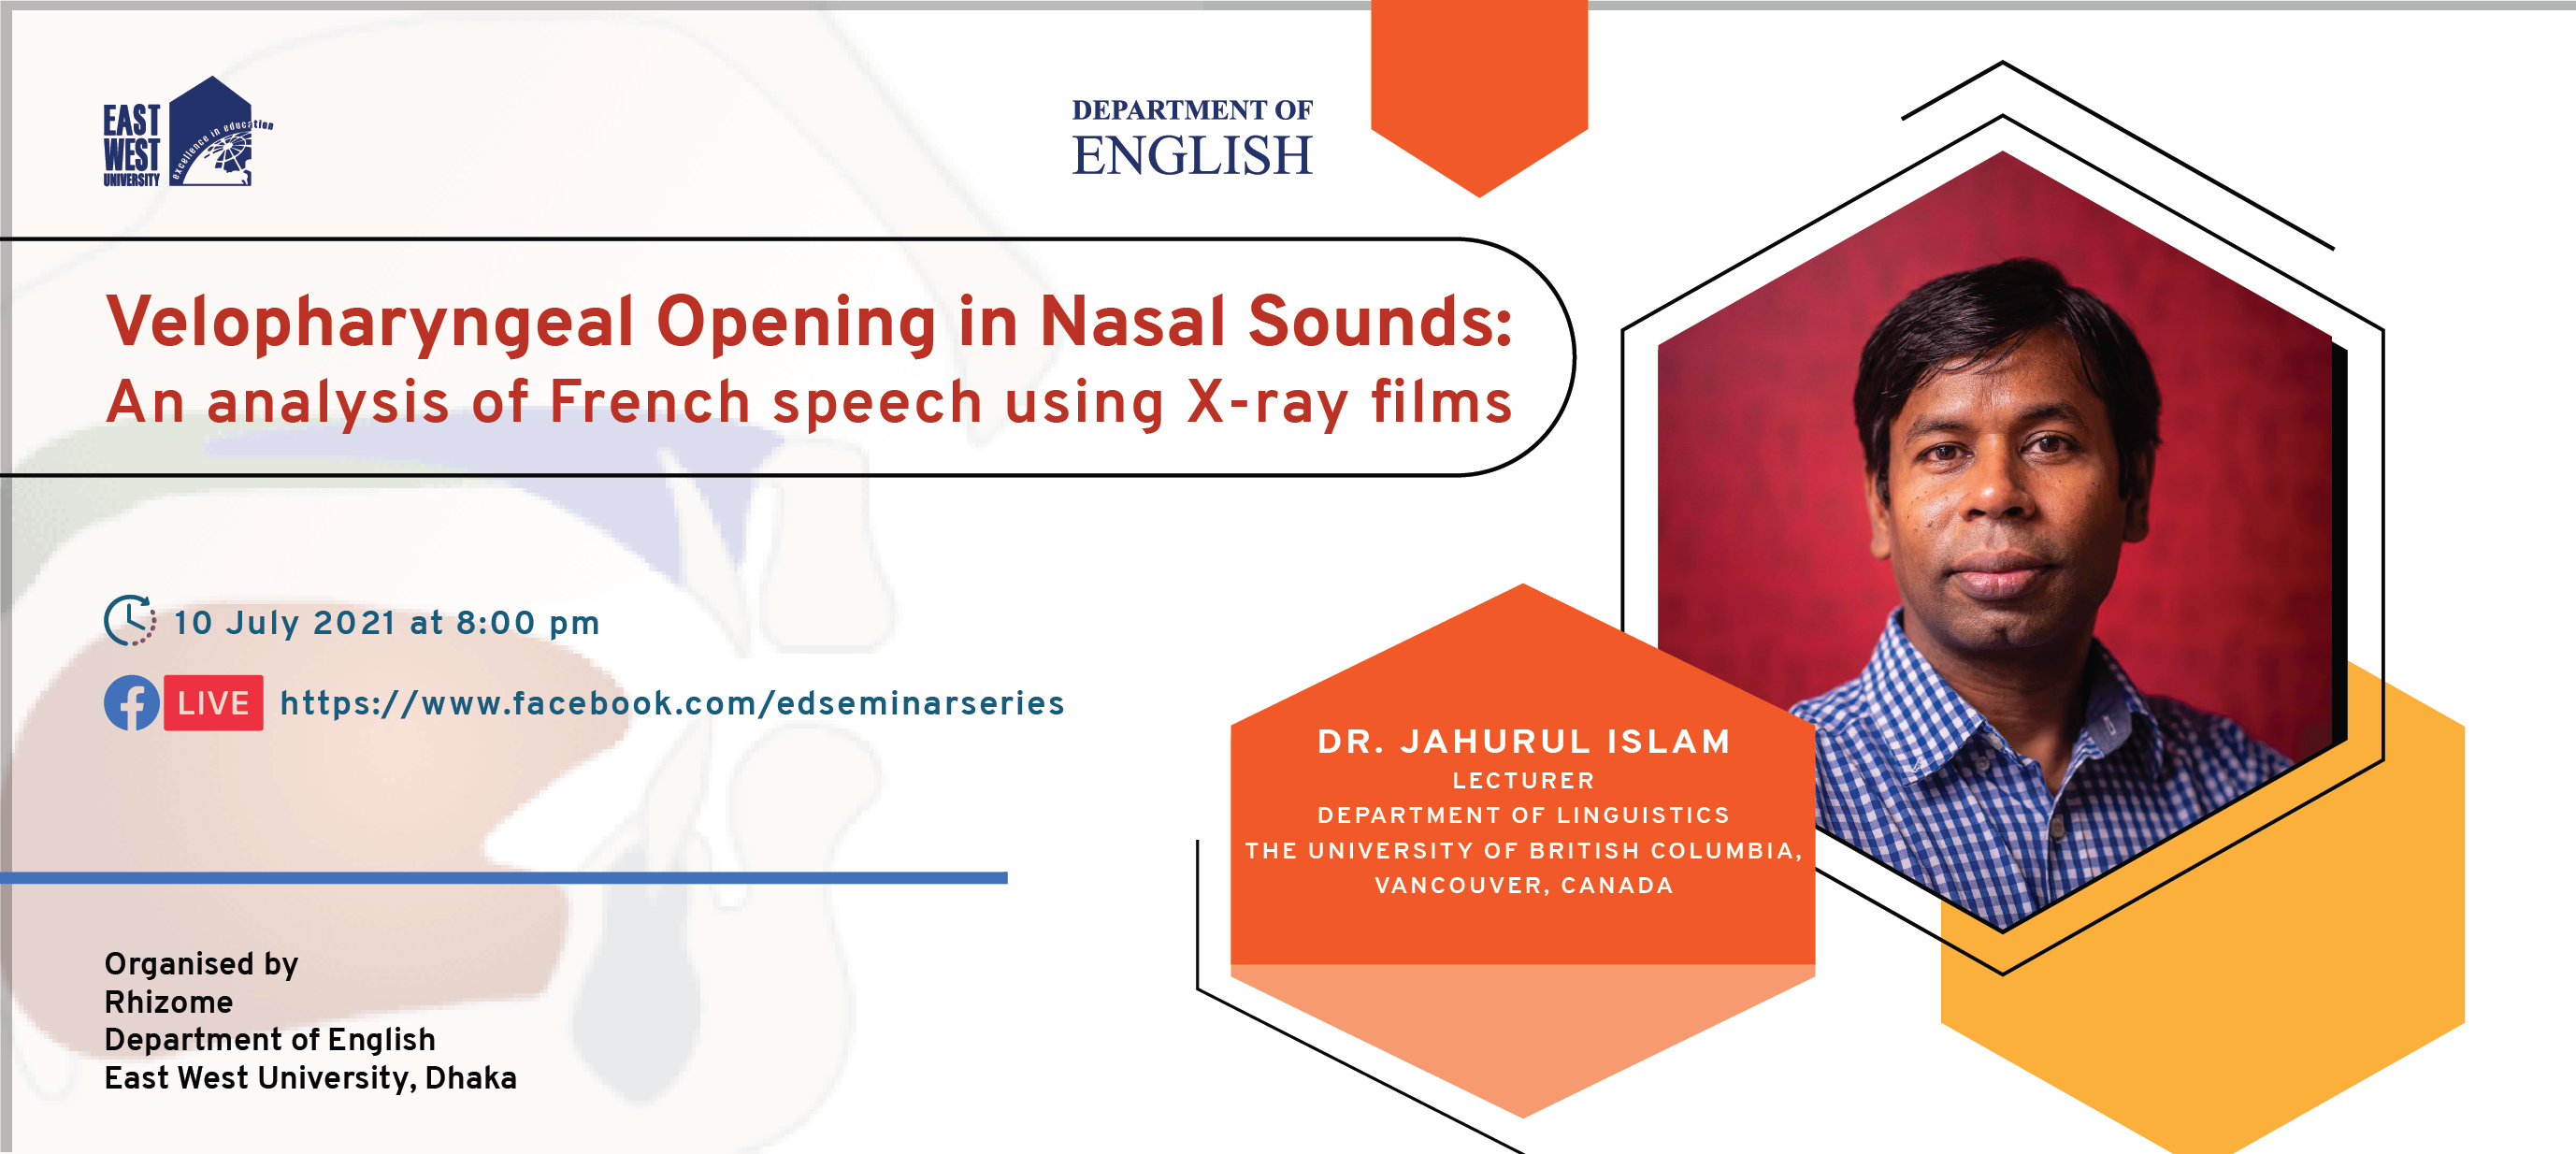 EAST
WEST
UNIVERSITY
excellence in education
DEPARTMENT OF
ENGLISH
Velopharyngeal Opening in Nasal Sounds:
An analysis of French speech using X-ray films
10 July 2021 at 8:00 pm
LIVE https://www.facebook.com/edseminarseries
DR. JAHURUL ISLAM
LECTURER
DEPARTMENT OF LINGUISTICS
THE UNIVERSITY OF BRITISH COLUMBIA,
VANCOUVER, CANADA
Organised by
Rhizome
Department of English
East West University, Dhaka